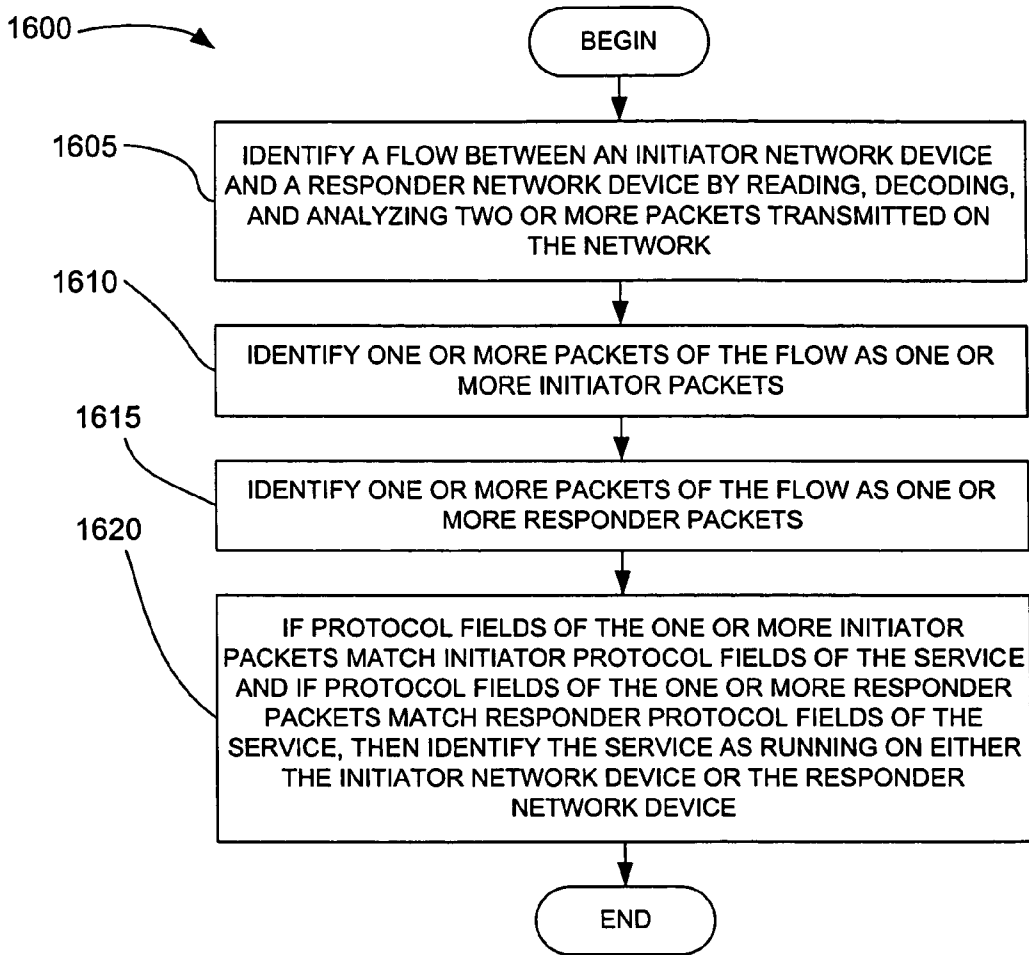 1600
BEGIN
1605
IDENTIFY A FLOW BETWEEN AN INITIATOR NETWORK DEVICE
AND A RESPONDER NETWORK DEVICE BY READING, DECODING,
AND ANALYZING TWO OR MORE PACKETS TRANSMITTED ON
THE NETWORK
1610
IDENTIFY ONE OR MORE PACKETS OF THE FLOW AS ONE OR
MORE INITIATOR PACKETS
1615
IDENTIFY ONE OR MORE PACKETS OF THE FLOW AS ONE OR
MORE RESPONDER PACKETS
1620
IF PROTOCOL FIELDS OF THE ONE OR MORE INITIATOR
PACKETS MATCH INITIATOR PROTOCOL FIELDS OF THE SERVICE
AND IF PROTOCOL FIELDS OF THE ONE OR MORE RESPONDER
PACKETS MATCH RESPONDER PROTOCOL FIELDS OF THE
SERVICE, THEN IDENTIFY THE SERVICE AS RUNNING ON EITHER
THE INITIATOR NETWORK DEVICE OR THE RESPONDER
NETWORK DEVICE
END